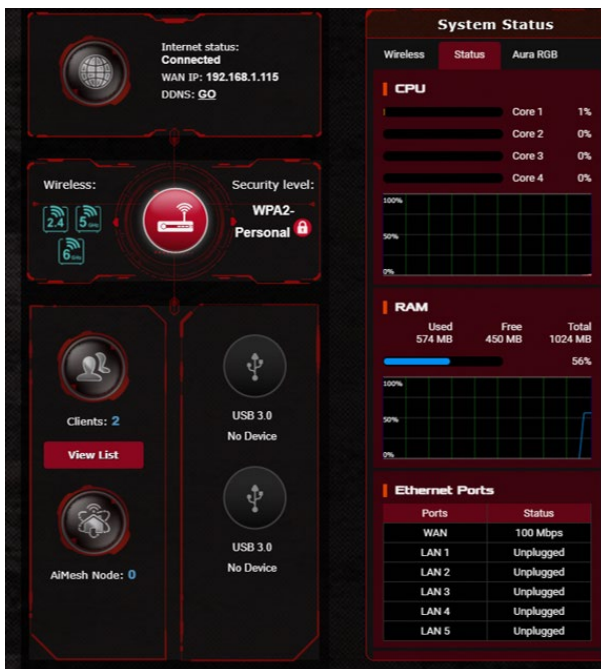 Internet status:
Connected
WAN IP: 192.168.1.115
DDNS: GO
Wireless:
2.4
5 GHz
6 GHz
Security level:
WPA2-
Personal
Clients: 2
View List
AiMesh Node: 0
USB 3.0
No Device
USB 3.0
No Device
System Status
Wireless Status Aura RGB
CPU
Core 1 1%
Core 2 0%
Core 3 0%
Core 4 0%
100%
50%
0%
RAM
Used Free Total
574 MB 450 MB 1024 MB
56%
100%
50%
0%
Ethernet Ports
Ports Status
WAN 100 Mbps
LAN 1 Unplugged
LAN 2 Unplugged
LAN 3 Unplugged
LAN 4 Unplugged
LAN 5 Unplugged